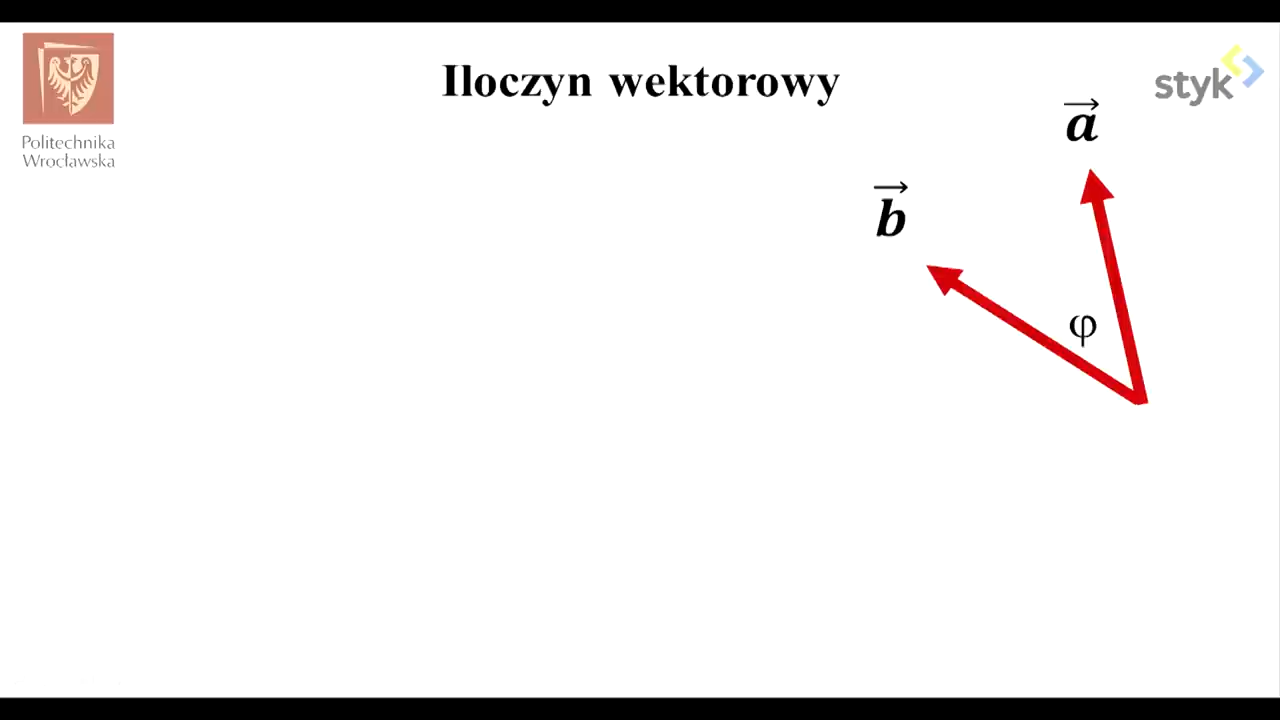 Iloczyn wektorowy
Politechnika
Wrocławska
styk
a⃗
b⃗
φ